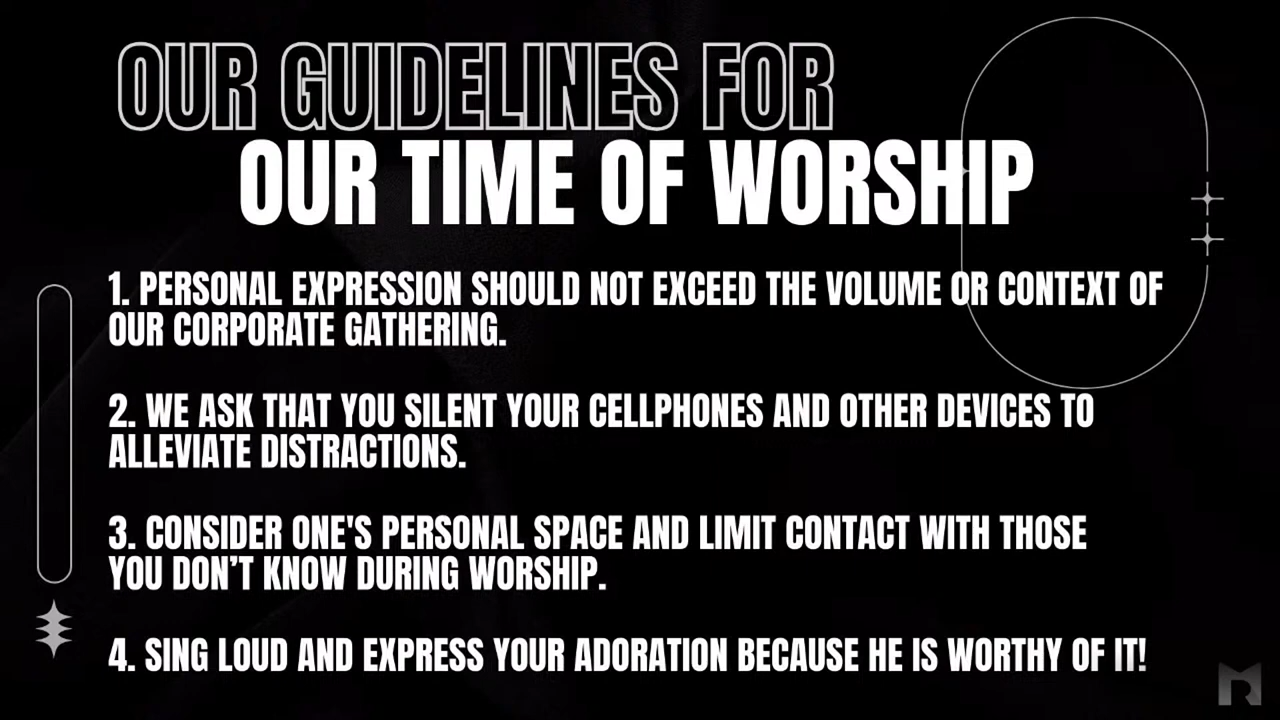 OUR GUIDELINES FOR
OUR TIME OF WORSHIP
1. PERSONAL EXPRESSION SHOULD NOT EXCEED THE VOLUME OR CONTEXT OF
OUR CORPORATE GATHERING.
2. WE ASK THAT YOU SILENT YOUR CELLPHONES AND OTHER DEVICES TO
ALLEVIATE DISTRACTIONS.
3. CONSIDER ONE'S PERSONAL SPACE AND LIMIT CONTACT WITH THOSE
YOU DON’T KNOW DURING WORSHIP.
4. SING LOUD AND EXPRESS YOUR ADORATION BECAUSE HE IS WORTHY OF IT!